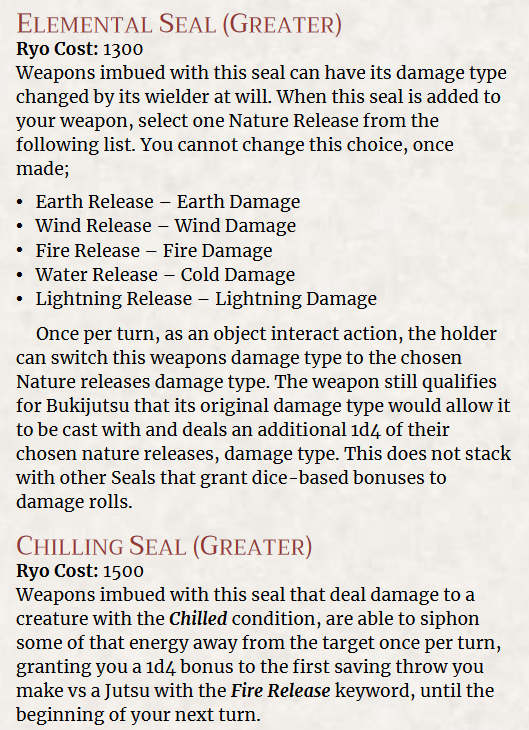 Elemental Seal (Greater)
Ryo Cost: 1300
Weapons imbued with this seal can have its damage type
changed by its wielder at will. When this seal is added to
your weapon, select one Nature Release from the
following list. You cannot change this choice, once
made;
• Earth Release – Earth Damage
• Wind Release – Wind Damage
• Fire Release – Fire Damage
• Water Release – Cold Damage
• Lightning Release – Lightning Damage
Once per turn, as an object interact action, the holder
can switch this weapons damage type to the chosen
Nature releases damage type. The weapon still qualifies
for Bukijutsu that its original damage type would allow it
to be cast with and deals an additional 1d4 of their
chosen nature releases, damage type. This does not stack
with other Seals that grant dice-based bonuses to
damage rolls.
Chilling Seal (Greater)
Ryo Cost: 1500
Weapons imbued with this seal that deal damage to a
creature with the Chilled condition, are able to siphon
some of that energy away from the target once per turn,
granting you a 1d4 bonus to the first saving throw you
make vs a Jutsu with the Fire Release keyword, until the
beginning of your next turn.